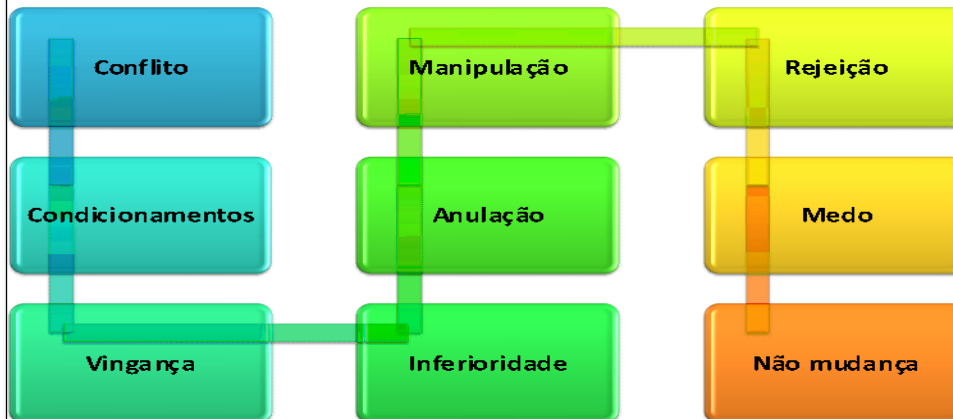 Conflito
Manipulação
Rejeição
Condicionamentos
Anulação
Medo
Vingança
Inferioridade
Não mudança